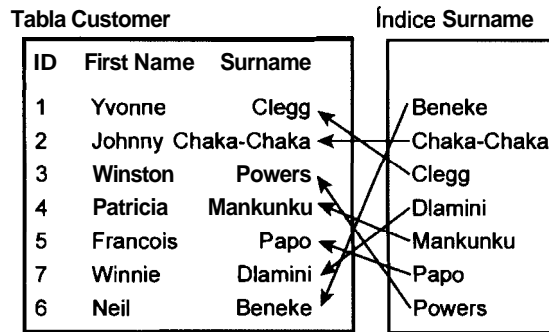 Tabla Customer
Índice Surname
ID First Name Surname
1 Yvonne Clegg
2 Johnny Chaka-Chaka
3 Winston Powers
4 Patricia Mankunku
5 Francois Papo
7 Winnie Dlamini
6 Neil Beneke
Beneke
Chaka-Chaka
Clegg
Dlamini
Mankunku
Papo
Powers